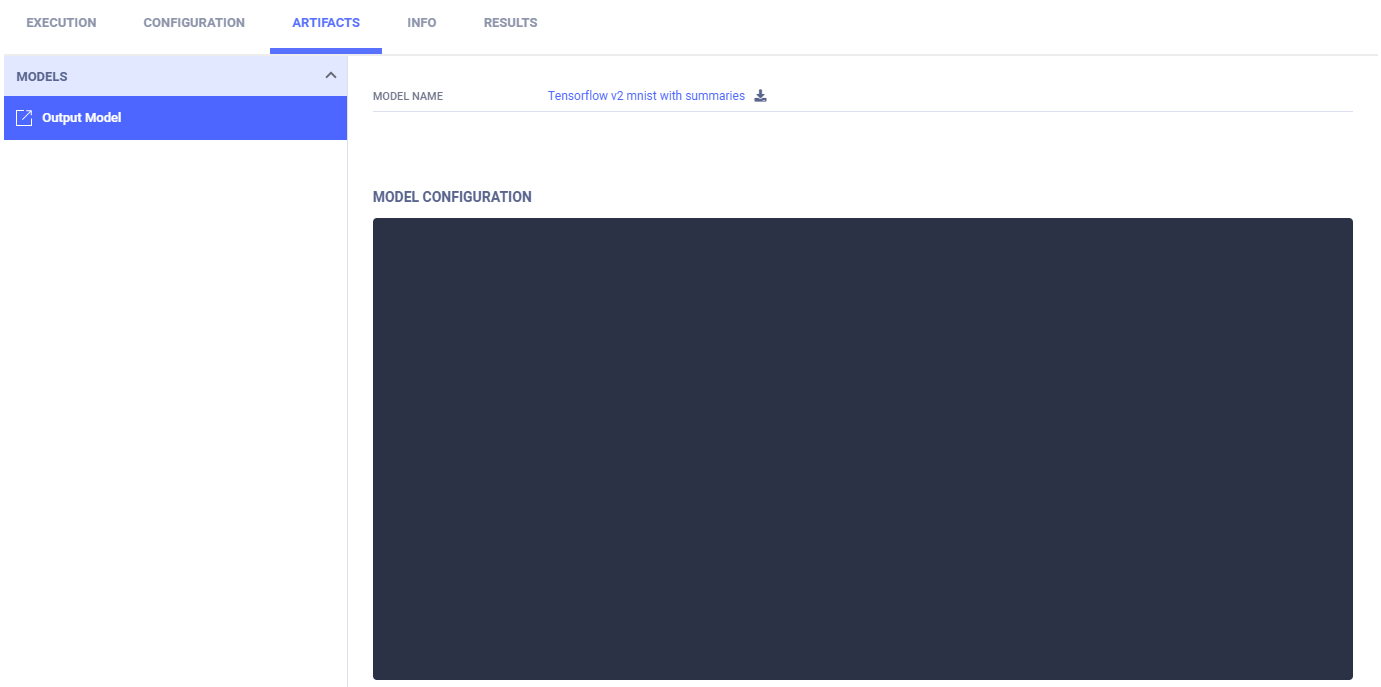 EXECUTION CONFIGURATION ARTIFACTS INFO RESULTS
MODELS
Output Model
MODEL NAME Tensorflow v2 mnist with summaries
MODEL CONFIGURATION